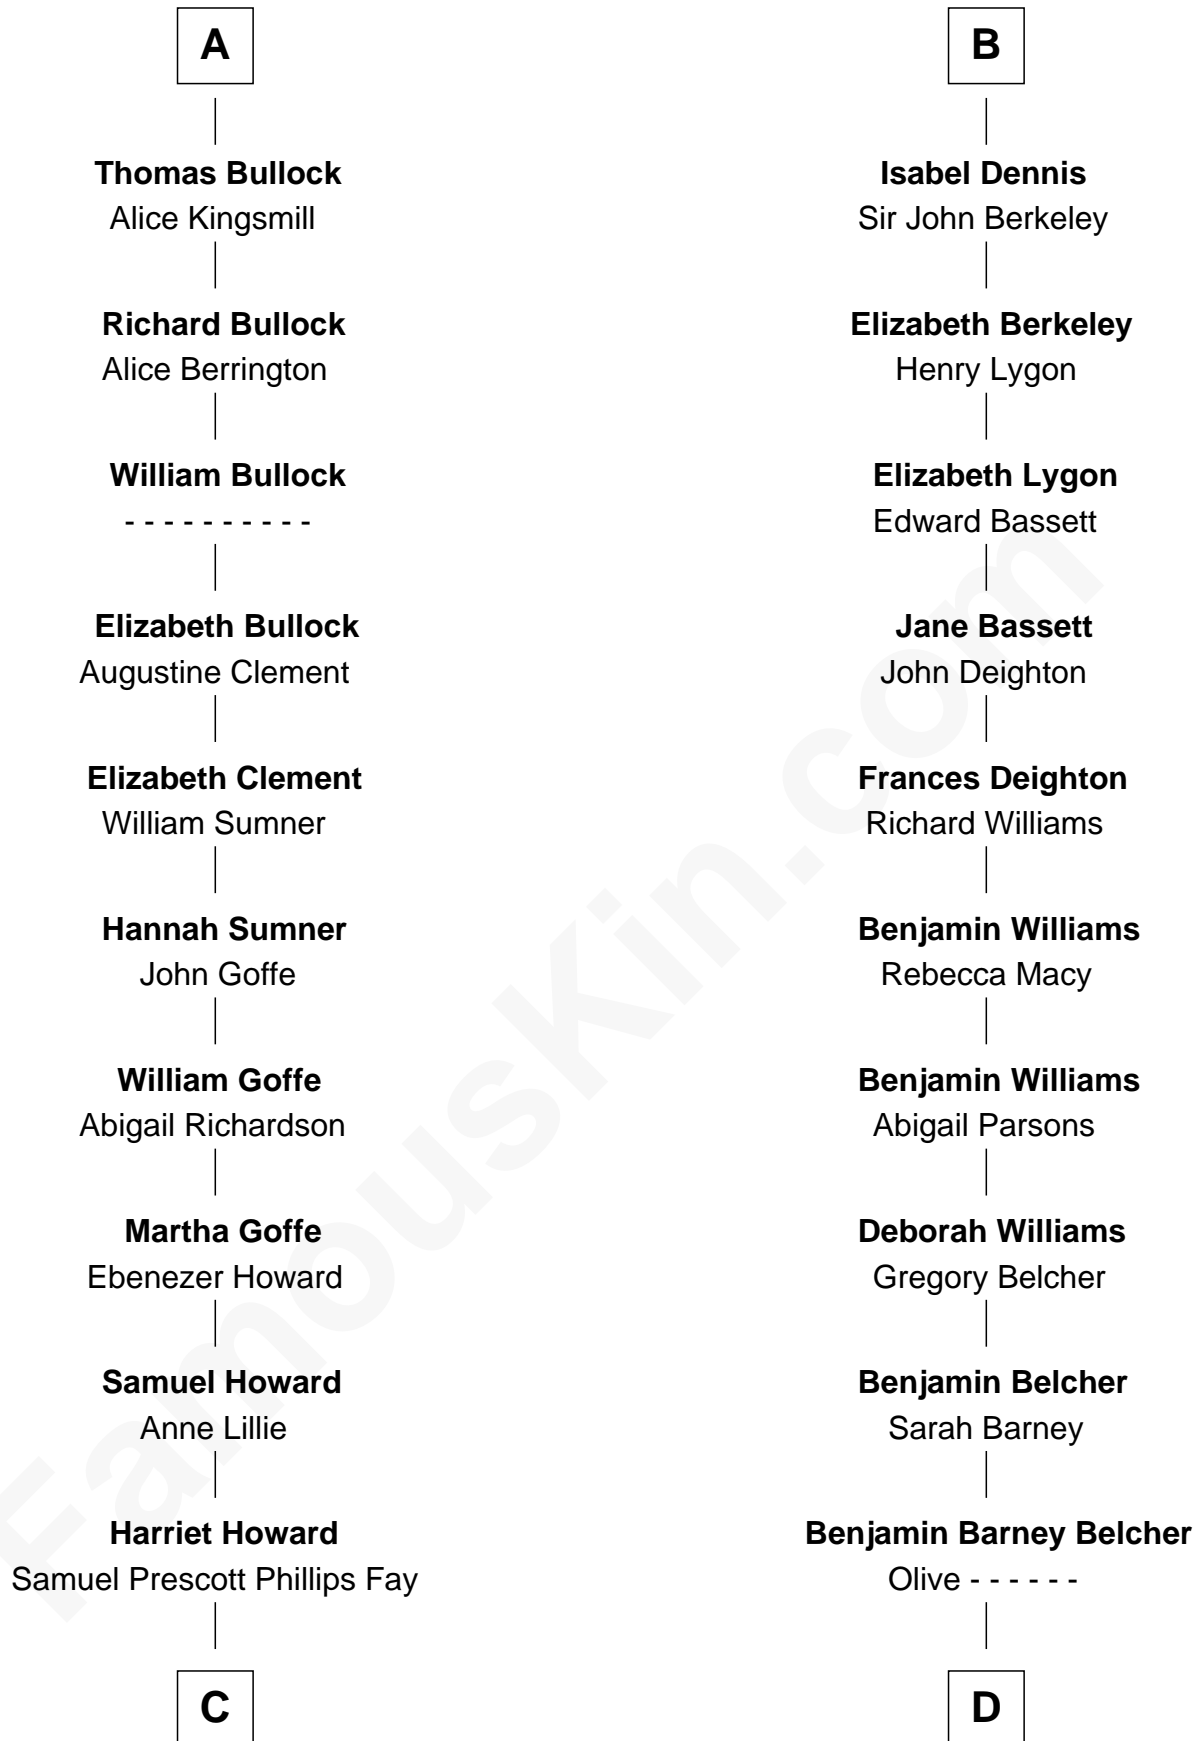 A
Thomas Bullock
Alice Kingsmill
Richard Bullock
Alice Berrington
William Bullock
- - - - - - - - - -
Elizabeth Bullock
Augustine Clement
Elizabeth Clement
William Sumner
Hannah Sumner
John Goffe
William Goffe
Abigail Richardson
Martha Goffe
Ebenezer Howard
Samuel Howard
Anne Lillie
Harriet Howard
Samuel Prescott Phillips Fay
C
B
Isabel Dennis
Sir John Berkeley
Elizabeth Berkeley
Henry Lygon
Elizabeth Lygon
Edward Bassett
Jane Bassett
John Deighton
Frances Deighton
Richard Williams
Benjamin Williams
Rebecca Macy
Benjamin Williams
Abigail Parsons
Deborah Williams
Gregory Belcher
Benjamin Belcher
Sarah Barney
Benjamin Barney Belcher
Olive - - - - - -
D
FamousKin.com